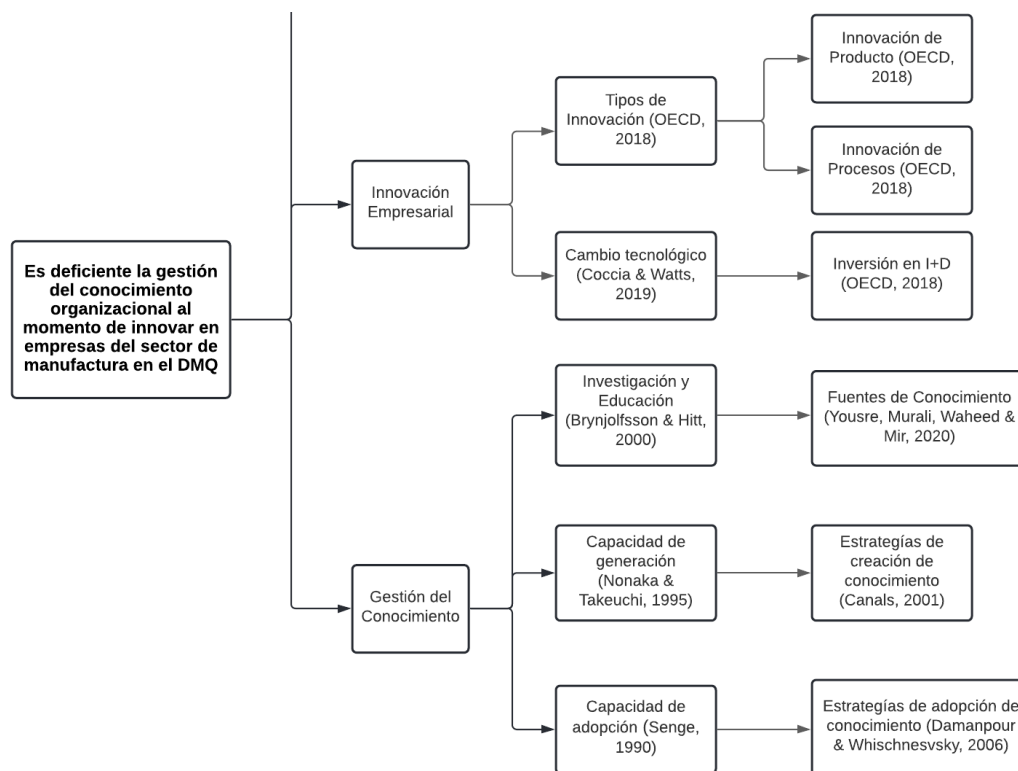 Es deficiente la gestión
del conocimiento
organizacional al
momento de innovar en
empresas del sector de
manufactura en el DMQ
Innovación
Empresarial
Tipos de
Innovación (OECD,
2018)
Innovación de
Producto (OECD,
2018)
Innovación de
Procesos (OECD,
2018)
Cambio tecnológico
(Coccia & Watts,
2019)
Inversión en I+D
(OECD, 2018)
Gestión del
Conocimiento
Investigación y
Educación
(Brynjolfsson & Hitt,
2000)
Fuentes de Conocimiento
(Yousre, Murali, Waheed &
Mir, 2020)
Capacidad de
generación
(Nonaka &
Takeuchi, 1995)
Estrategías de
creación de
conocimiento
(Canals, 2001)
Capacidad de
adopción (Senge,
1990)
Estrategías de adopción de
conocimiento (Damanpour
& Whischnesvsky, 2006)